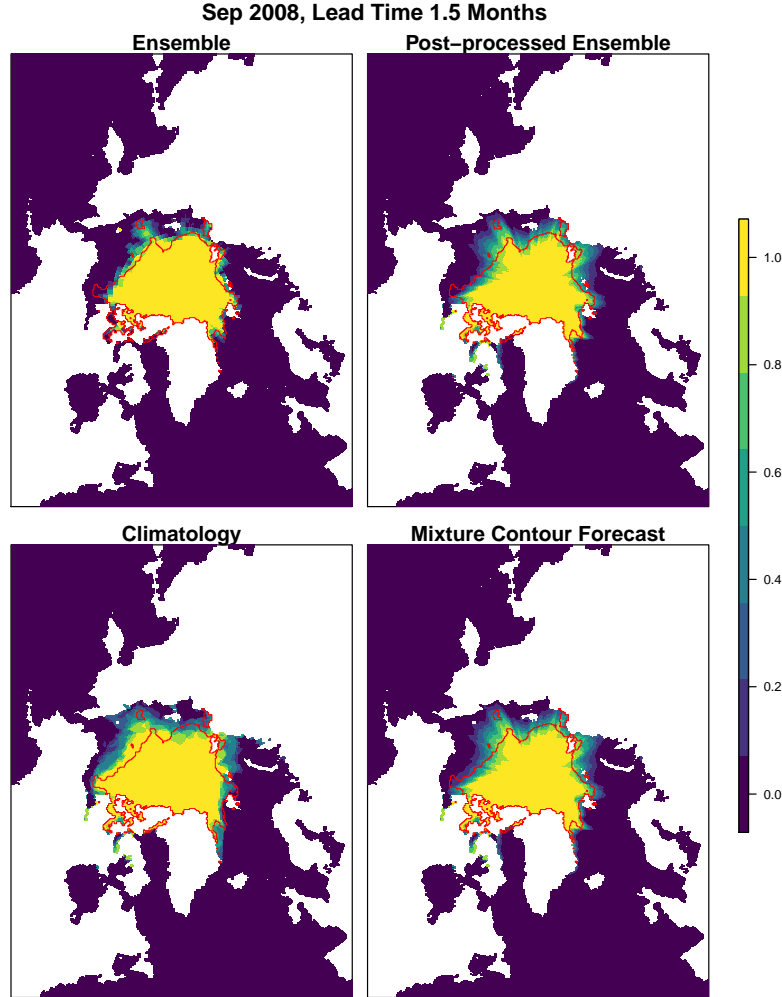 Sep 2008, Lead Time 1.5 Months
Ensemble
Post−processed Ensemble
Climatology
Mixture Contour Forecast
1.0
0.8
0.6
0.4
0.2
0.0